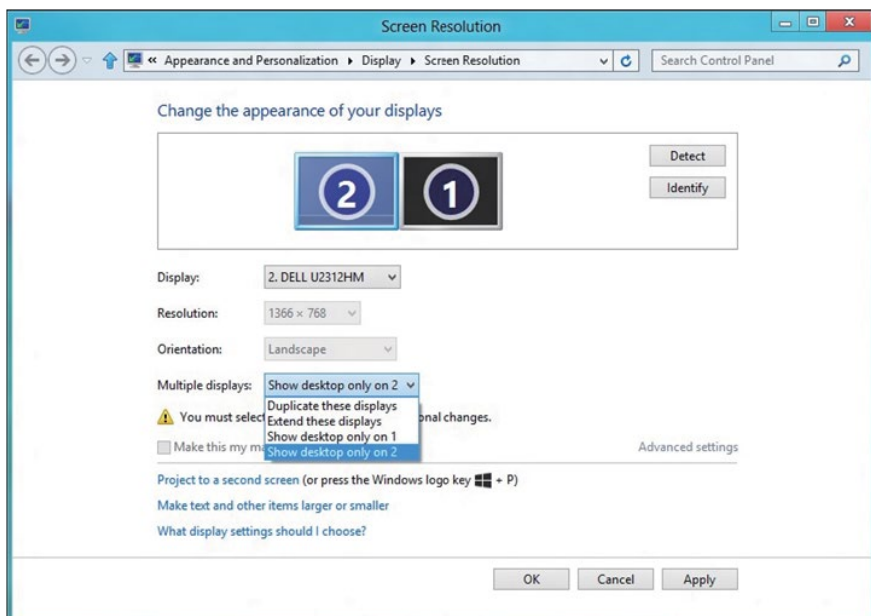 Screen Resolution
« Appearance and Personalization ▸ Display ▸ Screen Resolution Search Control Panel
Change the appearance of your displays
Detect
Identify
2 1
Display: 2. DELL U2312HM
Resolution: 1366 × 768
Orientation: Landscape
Multiple displays: Show desktop only on 2
Duplicate these displays
Extend these displays
Show desktop only on 1
Show desktop only on 2
You must select onal changes.
Make this my ma Advanced settings
Project to a second screen (or press the Windows logo key + P)
Make text and other items larger or smaller
What display settings should I choose?
OK Cancel Apply